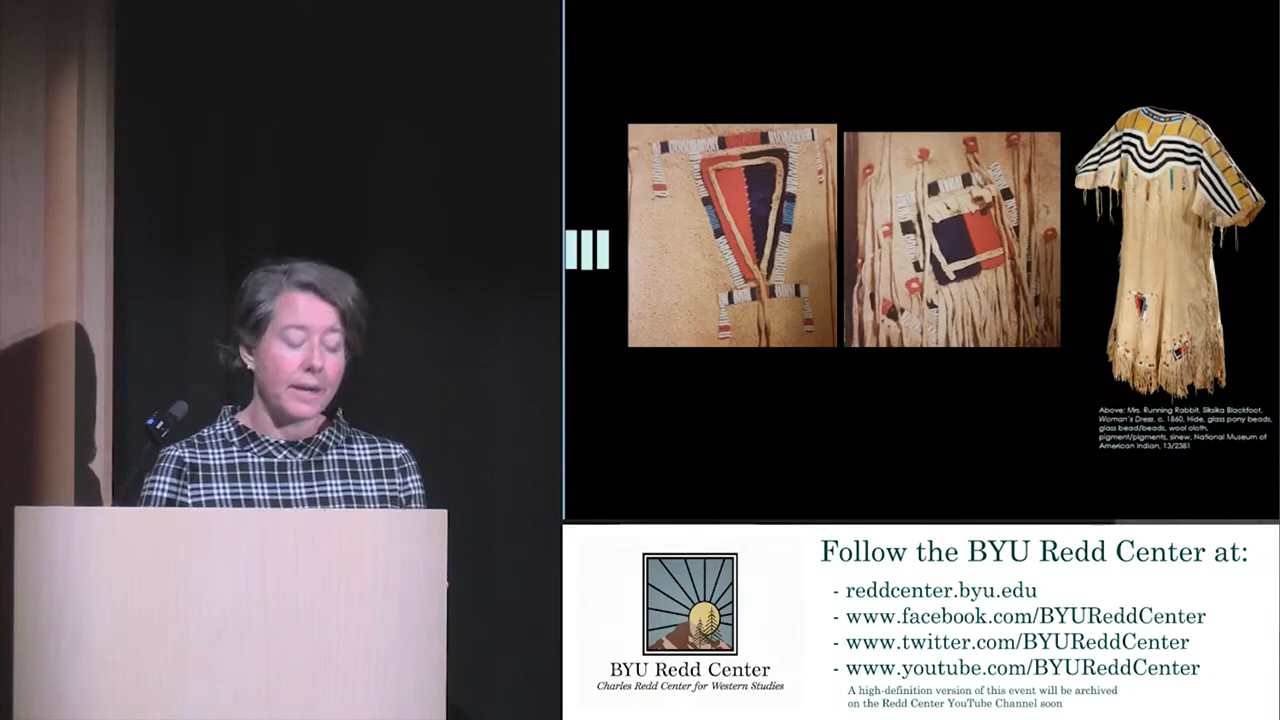 Above: Mrs. Running Rabbit, Siksika Blackfoot,
Woman's Dress, c. 1860, Hide, glass pony beads,
glass bead/beads, wool cloth,
pigment/pigments, sinew, National Museum of
American Indian, 13/2381
BYU Redd Center
Charles Redd Center for Western Studies
Follow the BYU Redd Center at:
- reddcenter.byu.edu
- www.facebook.com/BYUReddCenter
- www.twitter.com/BYUReddCenter
- www.youtube.com/BYUReddCenter
A high-definition version of this event will be archived
on the Redd Center YouTube Channel soon